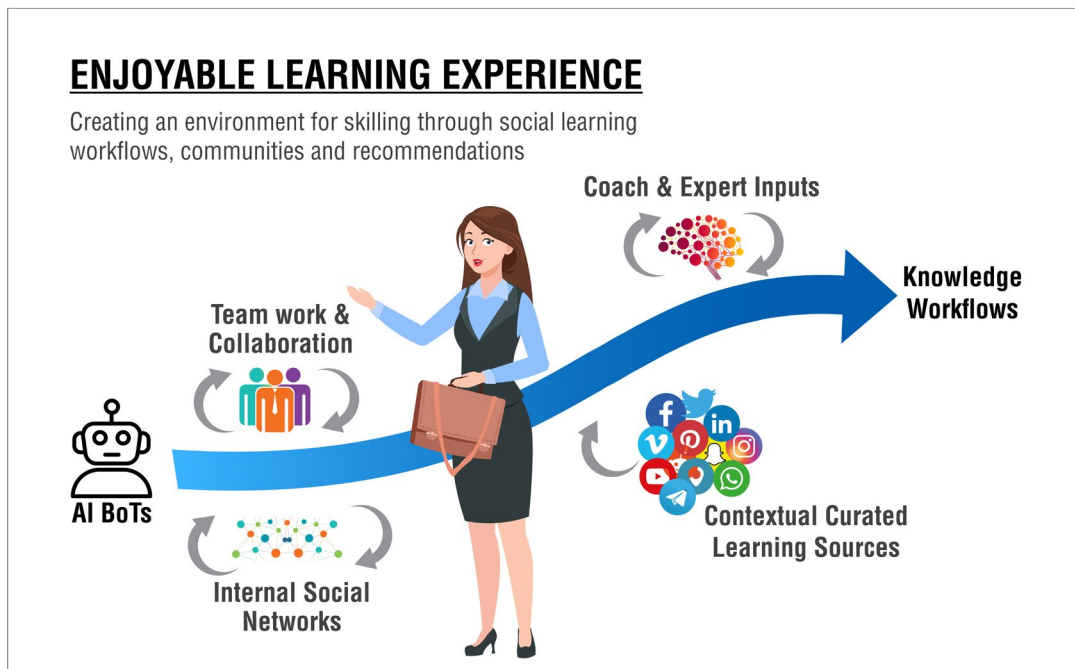 ENJOYABLE LEARNING EXPERIENCE
Creating an environment for skilling through social learning
workflows, communities and recommendations
Coach & Expert Inputs
Knowledge
Workflows
Team work &
Collaboration
AI BoTs
in
Contextual Curated
Learning Sources
Internal Social
Networks